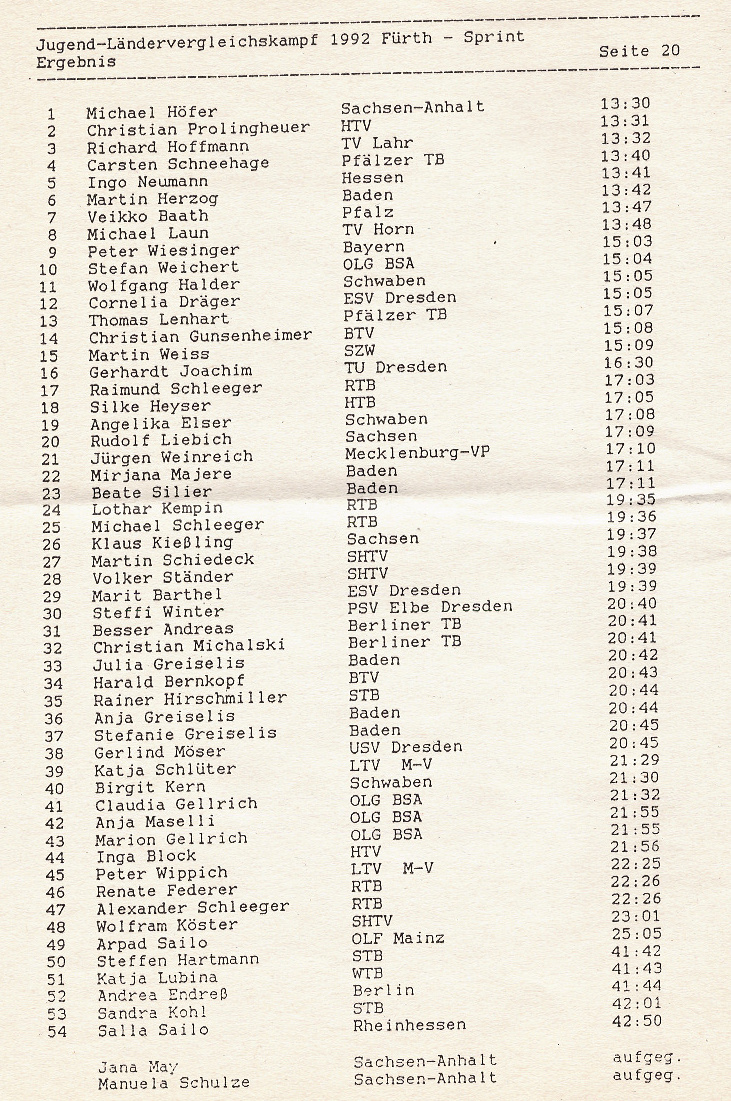 Jugend-Ländervergleichskampf 1992 Fürth - Sprint
Ergebnis Seite 20
1 Michael Höfer Sachsen-Anhalt 13:30
2 Christian Prolingheuer HTV 13:31
3 Richard Hoffmann TV Lahr 13:32
4 Carsten Schneehage Pfälzer TB 13:40
5 Ingo Neumann Hessen 13:41
6 Martin Herzog Baden 13:42
7 Veikko Baath Pfalz 13:47
8 Michael Laun TV Horn 13:48
9 Peter Wiesinger Bayern 15:03
10 Stefan Weichert OLG BSA 15:04
11 Wolfgang Halder Schwaben 15:05
12 Cornelia Dräger ESV Dresden 15:05
13 Thomas Lenhart Pfälzer TB 15:07
14 Christian Gunsenheimer BTV 15:08
15 Martin Weiss SZW 15:09
16 Gerhardt Joachim TU Dresden 16:30
17 Raimund Schleeger RTB 17:03
18 Silke Heyser HTB 17:05
19 Angelika Elser Schwaben 17:08
20 Rudolf Liebich Sachsen 17:09
21 Jürgen Weinreich Mecklenburg-VP 17:10
22 Mirjana Majere Baden 17:11
23 Beate Silier Baden 17:11
24 Lothar Kempin RTB 19:35
25 Michael Schleeger RTB 19:36
26 Klaus Kießling Sachsen 19:37
27 Martin Schiedeck SHTV 19:38
28 Volker Ständer SHTV 19:39
29 Marit Barthel ESV Dresden 19:39
30 Steffi Winter PSV Elbe Dresden 20:40
31 Besser Andreas Berliner TB 20:41
32 Christian Michalski Berliner TB 20:41
33 Julia Greiselis Baden 20:42
34 Harald Bernkopf BTV 20:43
35 Rainer Hirschmiller STB 20:44
36 Anja Greiselis Baden 20:44
37 Stefanie Greiselis Baden 20:45
38 Gerlind Möser USV Dresden 20:45
39 Katja Schlüter LTV M-V 21:29
40 Birgit Kern Schwaben 21:30
41 Claudia Gellrich OLG BSA 21:32
42 Anja Maselli OLG BSA 21:55
43 Marion Gellrich OLG BSA 21:55
44 Inga Block HTV 21:56
45 Peter Wippich LTV M-V 22:25
46 Renate Federer RTB 22:26
47 Alexander Schleeger RTB 22:26
48 Wolfram Köster SHTV 23:01
49 Arpad Sailo OLF Mainz 25:05
50 Steffen Hartmann STB 41:42
51 Katja Lubina WTB 41:43
52 Andrea Endreß Berlin 41:44
53 Sandra Kohl STB 42:01
54 Salla Sailo Rheinhessen 42:50
Jana May Sachsen-Anhalt aufgeg.
Manuela Schulze Sachsen-Anhalt aufgeg.